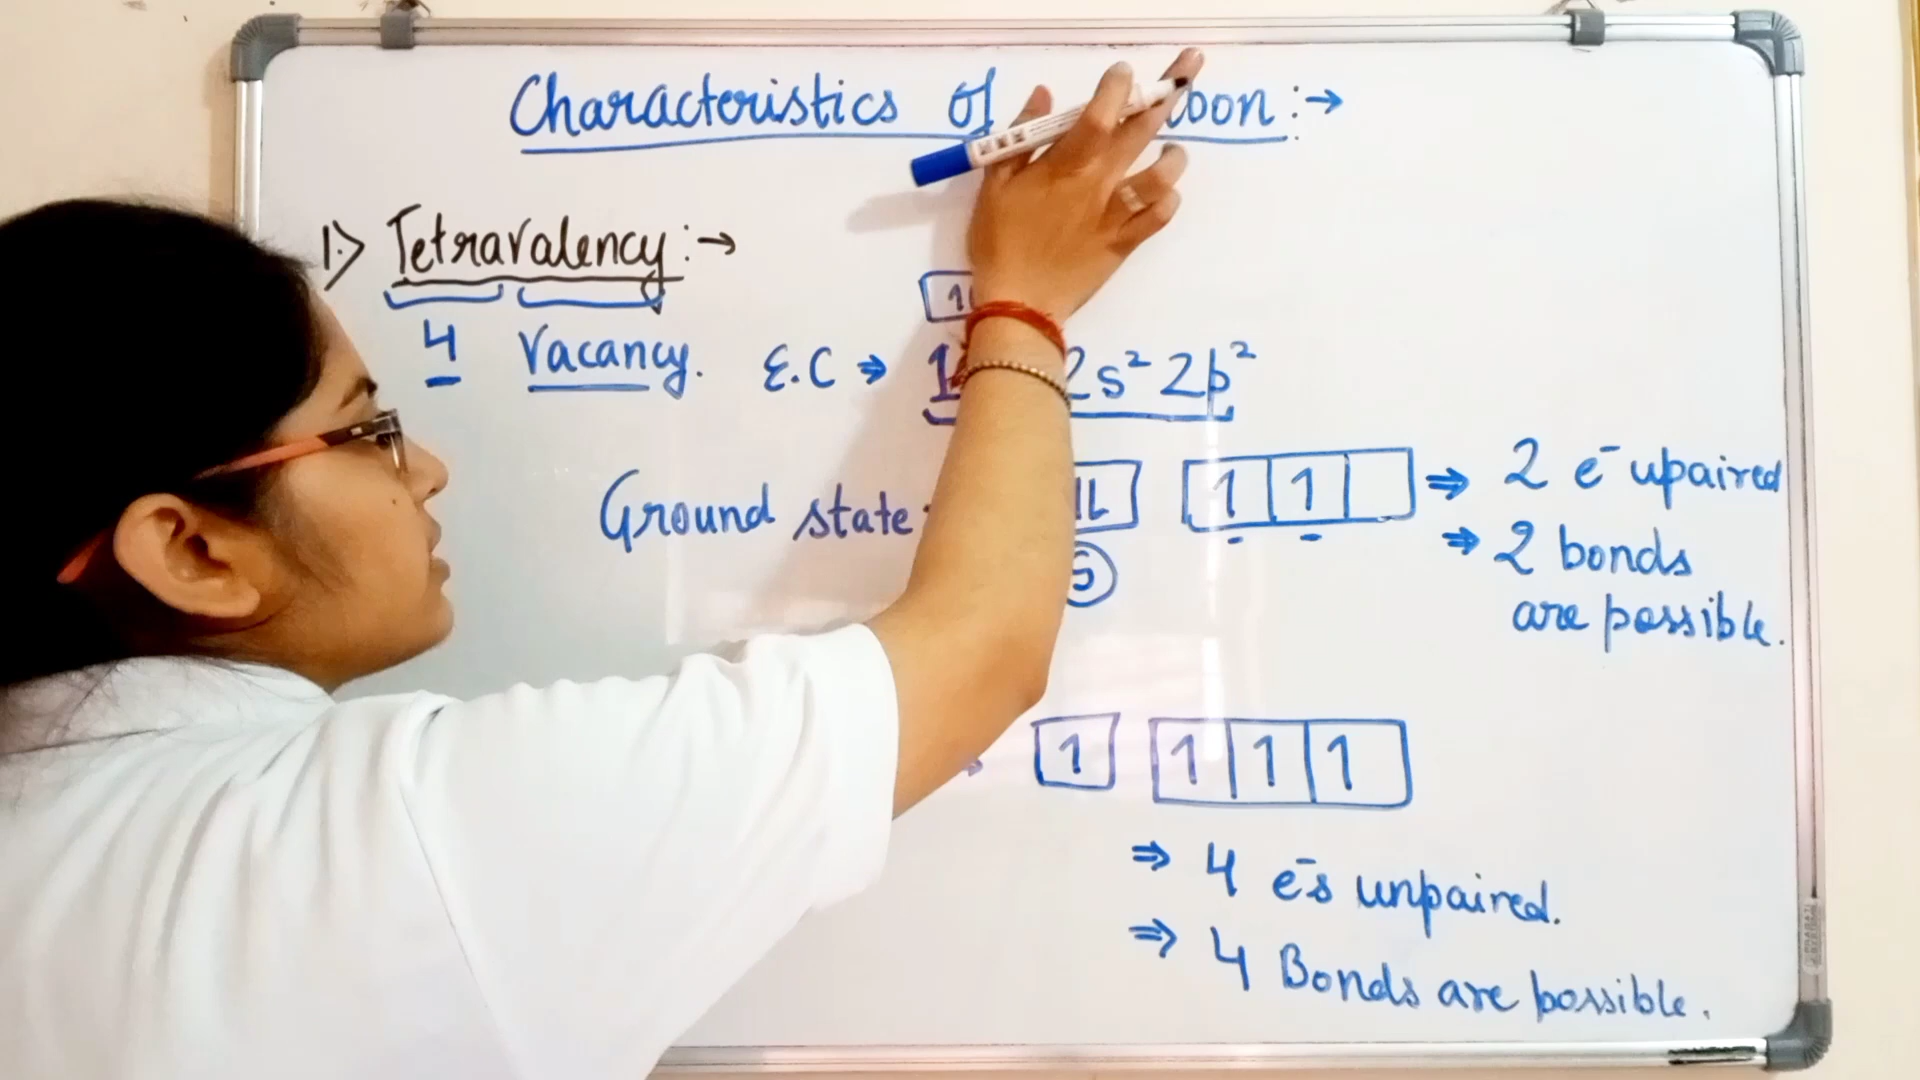 Characteristics of :→
1.) Tetravalency :→
4 Vacancy. E.C ⇒ 2s² 2p²
Ground state 1L 1 1 ⇒ 2 e⁻ upaired
S ⇒ 2 bonds
are possible.
1 1 1 1
⇒ 4 e⁻s unpaired.
⇒ 4 Bonds are possible.